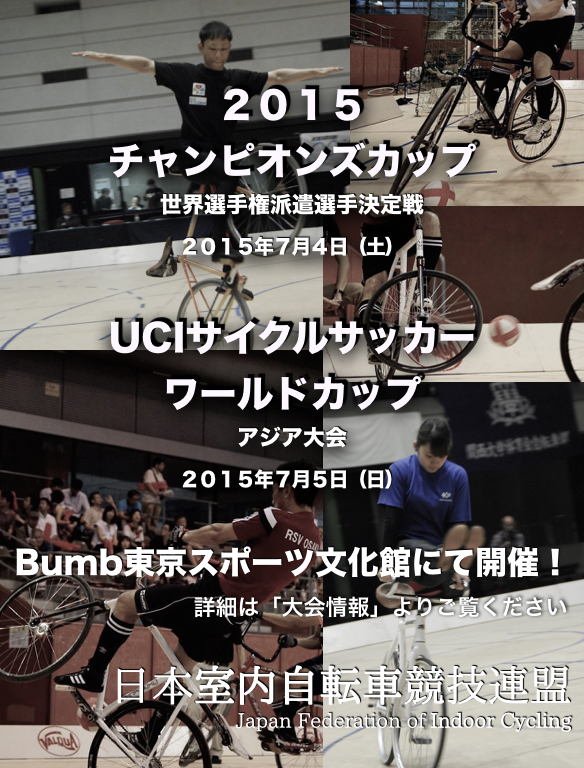 2015
チャンピオンズカップ
世界選手権派遣選手決定戦
2015年7月4日（土）
UCIサイクルサッカー
ワールドカップ
アジア大会
2015年7月5日（日）
RSV OSA
Bumb東京スポーツ文化館にて開催！
詳細は「大会情報」よりご覧ください
日本室内自転車競技連盟
Japan Federation of Indoor Cycling